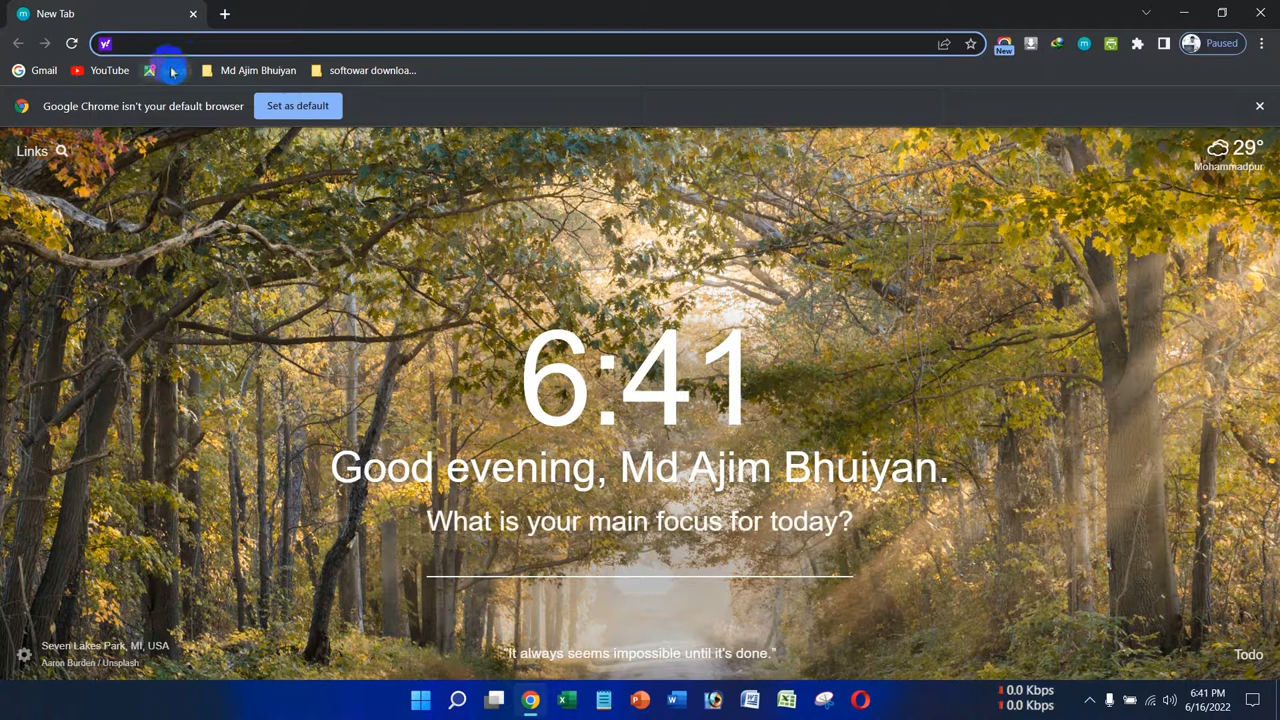 New Tab
New
Paused
Gmail
YouTube
Md Ajim Bhuiyan
softowar downloa...
Google Chrome isn't your default browser
Set as default
Links
29°
Mohammadpur
6:41
Good evening, Md Ajim Bhuiyan.
What is your main focus for today?
Seven Lakes Park, MI, USA
Aaron Burden / Unsplash
"It always seems impossible until it's done."
Todo
0.0 Kbps
0.0 Kbps
6:41 PM
6/16/2022